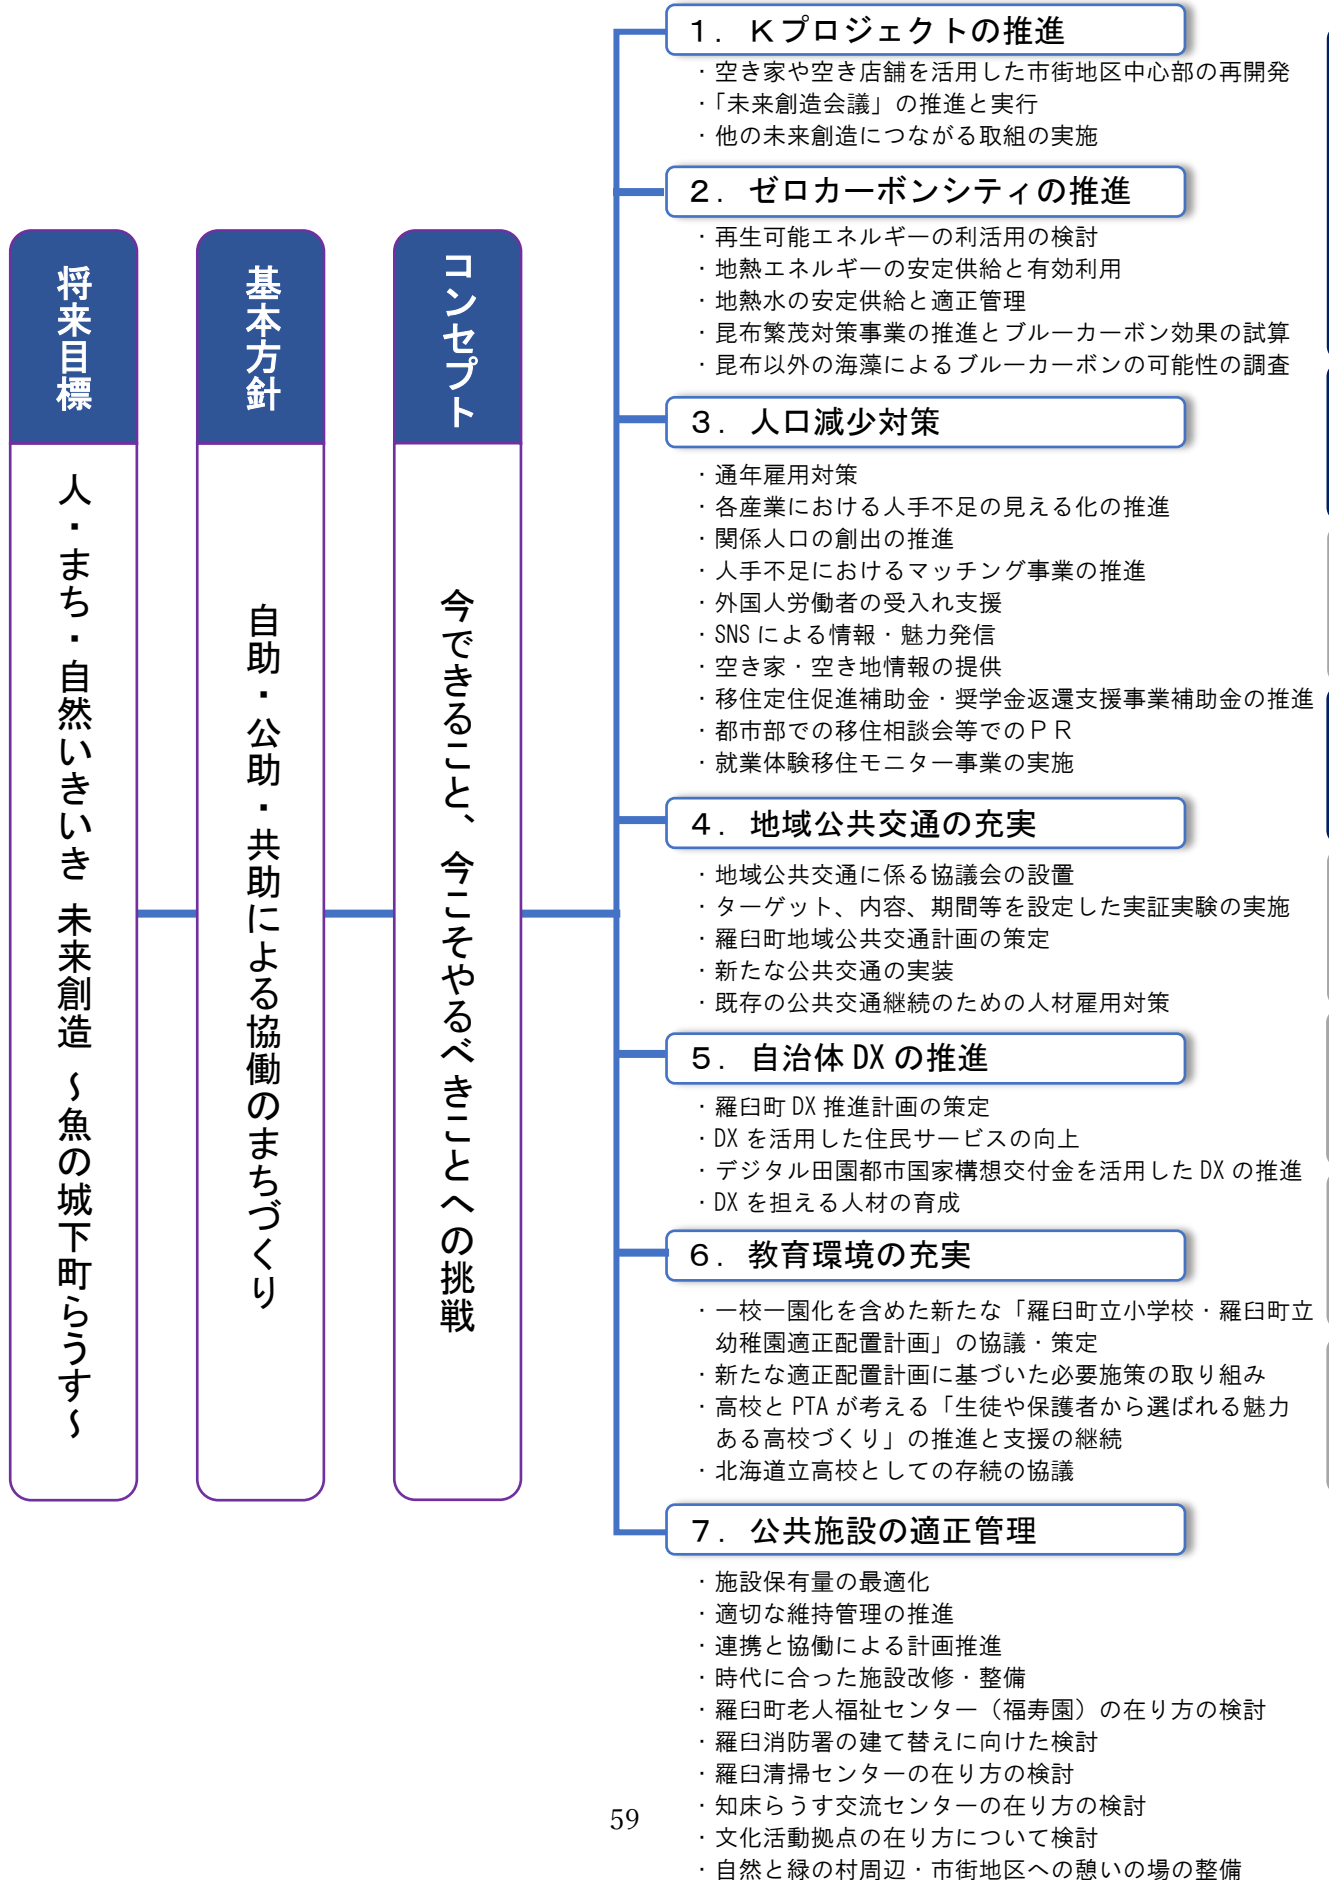 将来目標
人・まち・自然いきいき 未来創造 ～魚の城下町らうす～
基本方針
自助・公助・共助による協働のまちづくり
コンセプト
今できること、今こそやるべきことへの挑戦
１．Ｋプロジェクトの推進
・空き家や空き店舗を活用した市街地区中心部の再開発
・「未来創造会議」の推進と実行
・他の未来創造につながる取組の実施
２．ゼロカーボンシティの推進
・再生可能エネルギーの利活用の検討
・地熱エネルギーの安定供給と有効利用
・地熱水の安定供給と適正管理
・昆布繁茂対策事業の推進とブルーカーボン効果の試算
・昆布以外の海藻によるブルーカーボンの可能性の調査
３．人口減少対策
・通年雇用対策
・各産業における人手不足の見える化の推進
・関係人口の創出の推進
・人手不足におけるマッチング事業の推進
・外国人労働者の受入れ支援
・SNSによる情報・魅力発信
・空き家・空き地情報の提供
・移住定住促進補助金・奨学金返還支援事業補助金の推進
・都市部での移住相談会等でのＰＲ
・就業体験移住モニター事業の実施
４．地域公共交通の充実
・地域公共交通に係る協議会の設置
・ターゲット、内容、期間等を設定した実証実験の実施
・羅臼町地域公共交通計画の策定
・新たな公共交通の実装
・既存の公共交通継続のための人材雇用対策
５．自治体DXの推進
・羅臼町DX推進計画の策定
・DXを活用した住民サービスの向上
・デジタル田園都市国家構想交付金を活用したDXの推進
・DXを担える人材の育成
６．教育環境の充実
・一校一園化を含めた新たな「羅臼町立小学校・羅臼町立
幼稚園適正配置計画」の協議・策定
・新たな適正配置計画に基づいた必要施策の取り組み
・高校とPTAが考える「生徒や保護者から選ばれる魅力
ある高校づくり」の推進と支援の継続
・北海道立高校としての存続の協議
７．公共施設の適正管理
・施設保有量の最適化
・適切な維持管理の推進
・連携と協働による計画推進
・時代に合った施設改修・整備
・羅臼町老人福祉センター（福寿園）の在り方の検討
・羅臼消防署の建て替えに向けた検討
・羅臼清掃センターの在り方の検討
・知床らうす交流センターの在り方の検討
・文化活動拠点の在り方について検討
・自然と緑の村周辺・市街地区への憩いの場の整備
59